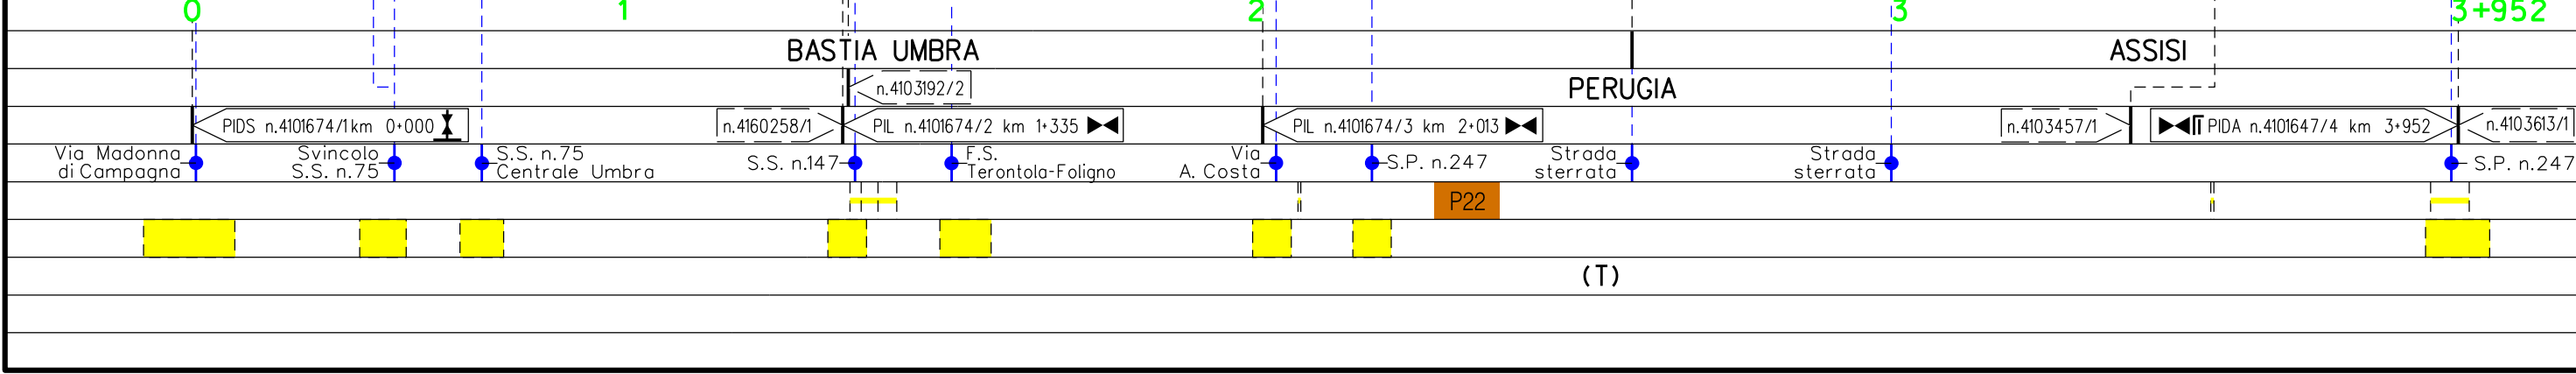 0 1 2 3 3+952
BASTIA UMBRA ASSISI
n.4103192/2 PERUGIA
PIDS n.4101674/1 km 0+000 n.4160258/1 PIL n.4101674/2 km 1+335 PIL n.4101674/3 km 2+013 n.4103457/1 PIDA n.4101647/4 km 3+952 n.4103613/1
Via Madonna
di Campagna
Svincolo
S.S. n.75
S.S. n.75
Centrale Umbra
S.S. n.147
F.S.
Terontola-Foligno
Via
A. Costa
S.P. n.247
Strada
sterrata
Strada
sterrata
S.P. n.247
P22
(T)